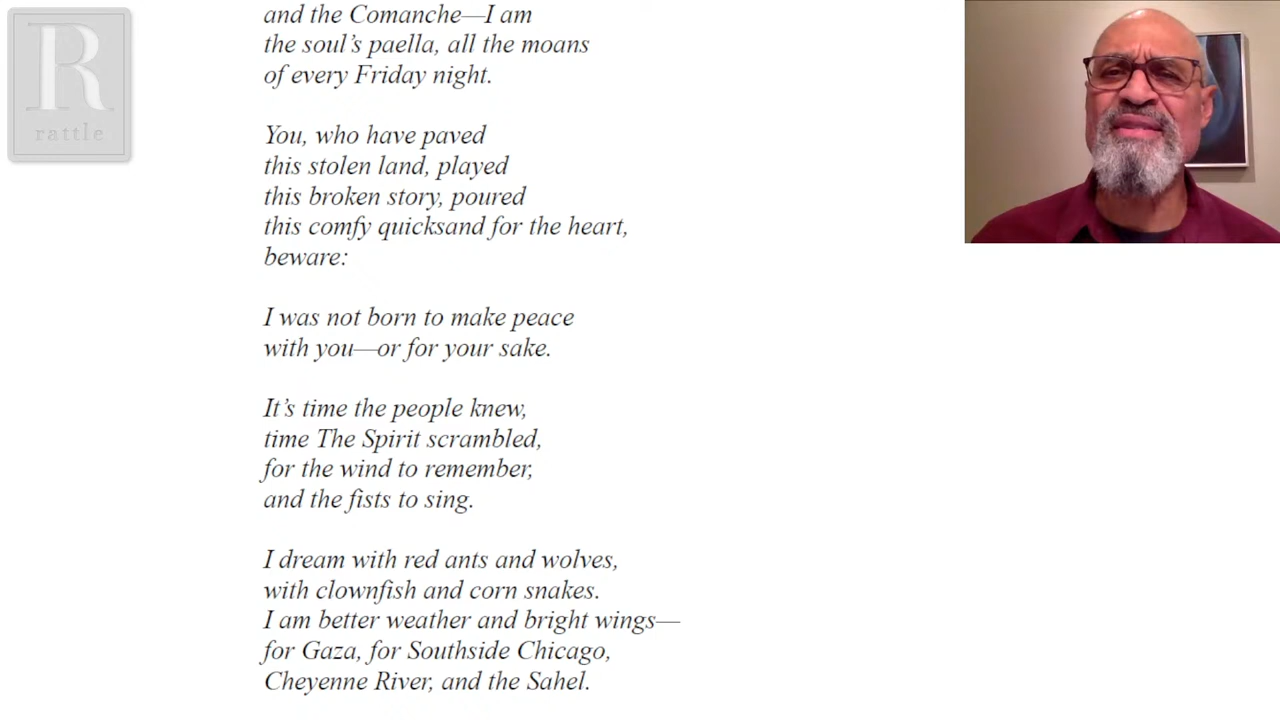 R
rattle
and the Comanche—I am
the soul’s paella, all the moans
of every Friday night.
You, who have paved
this stolen land, played
this broken story, poured
this comfy quicksand for the heart,
beware:
I was not born to make peace
with you—or for your sake.
It’s time the people knew,
time The Spirit scrambled,
for the wind to remember,
and the fists to sing.
I dream with red ants and wolves,
with clownfish and corn snakes.
I am better weather and bright wings—
for Gaza, for Southside Chicago,
Cheyenne River, and the Sahel.